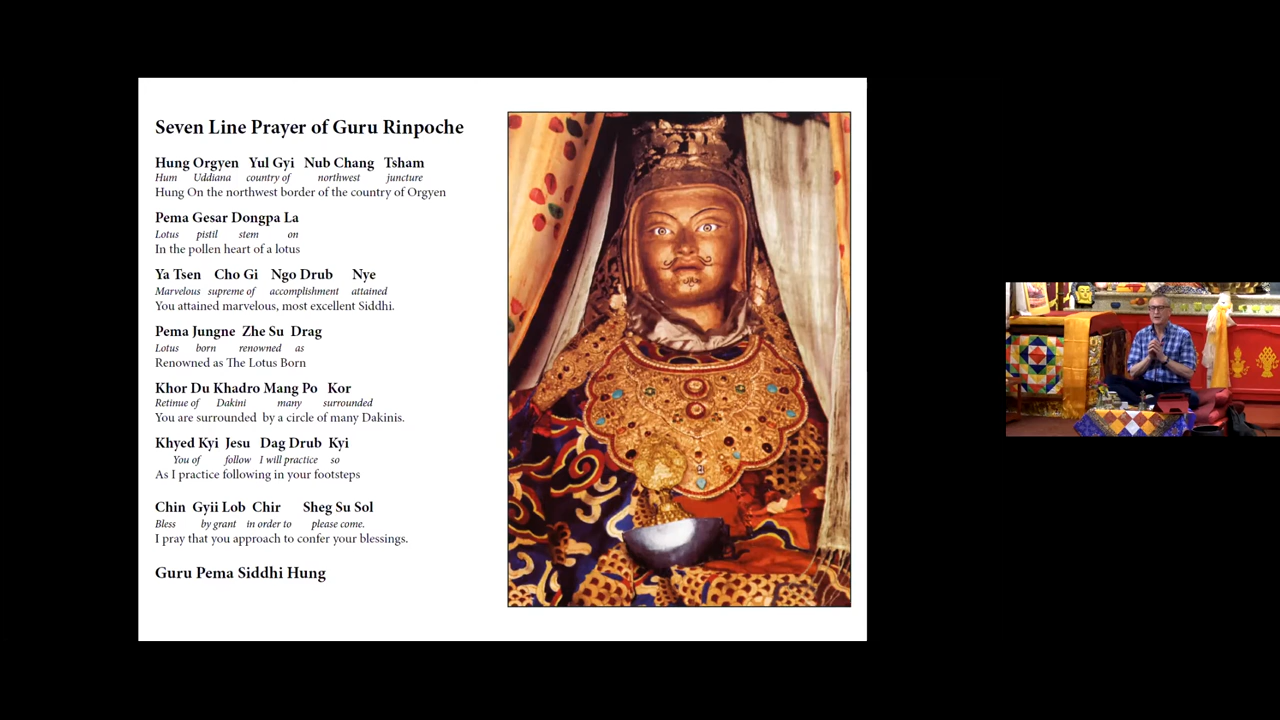 Seven Line Prayer of Guru Rinpoche
Hung Orgyen Yul Gyi Nub Chang Tsham
Hum Uddiana country of northwest juncture
Hung On the northwest border of the country of Orgyen
Pema Gesar Dongpa La
Lotus pistil stem on
In the pollen heart of a lotus
Ya Tsen Cho Gi Ngo Drub Nye
Marvelous supreme of accomplishment attained
You attained marvelous, most excellent Siddhi.
Pema Jungne Zhe Su Drag
Lotus born renowned as
Renowned as The Lotus Born
Khor Du Khadro Mang Po Kor
Retinue of Dakini many surrounded
You are surrounded by a circle of many Dakinis.
Khyed Kyi Jesu Dag Drub Kyi
You of follow I will practice so
As I practice following in your footsteps
Chin Gyii Lob Chir Sheg Su Sol
Bless by grant in order to please come.
I pray that you approach to confer your blessings.
Guru Pema Siddhi Hung